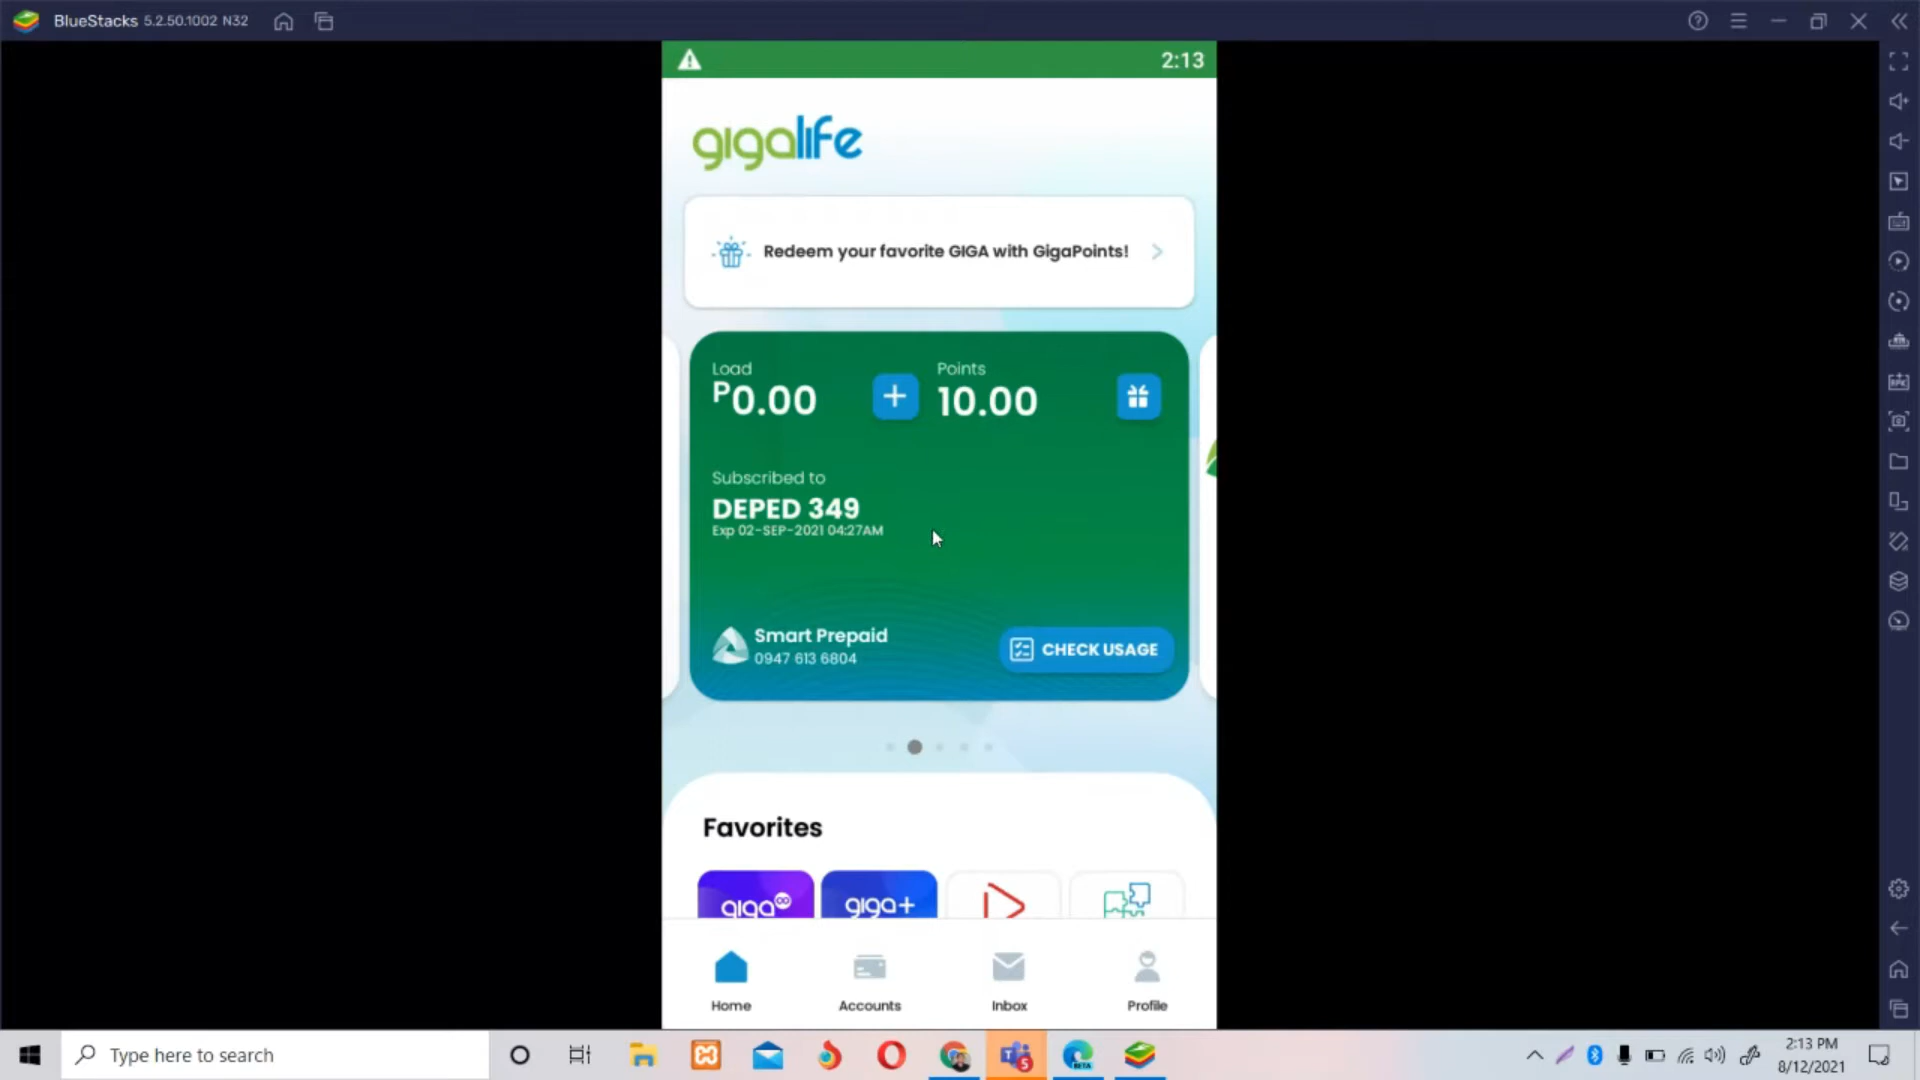 BlueStacks 5.2.50.1002 N32
2:13
gigalife
Redeem your favorite GIGA with GigaPoints!
Load
P0.00
Points
10.00
Subscribed to
DEPED 349
Exp 02-SEP-2021 04:27AM
Smart Prepaid
0947 613 6804
CHECK USAGE
Favorites
giga
giga+
Home
Accounts
Inbox
Profile
Type here to search
5
BETA
2:13 PM
8/12/2021